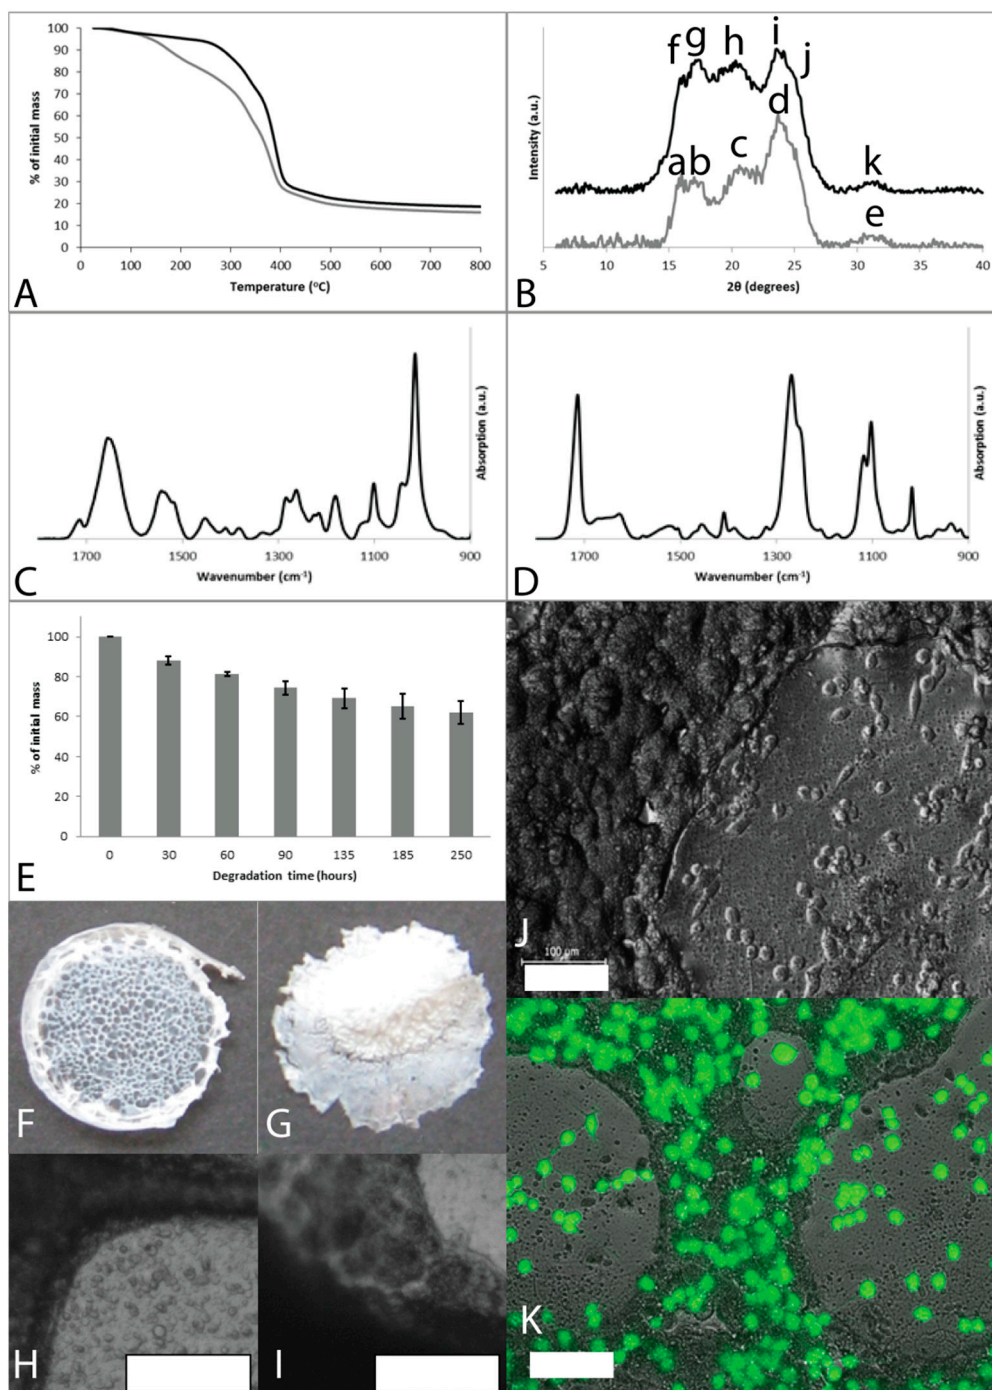 100
90
80
70
60
50
40
30
20
10
0
% of initial mass
0 100 200 300 400 500 600 700 800
Temperature (°C)
A
Intensity (a.u.)
f g h i j
d
a b c
k
e
5 10 15 20 25 30 35 40
2θ (degrees)
B
Absorption (a.u.)
1700 1500 1300 1100 900
Wavenumber (cm⁻¹)
C
Absorption (a.u.)
1700 1500 1300 1100 900
Wavenumber (cm⁻¹)
D
100
80
60
40
20
0
% of initial mass
0 30 60 90 135 185 250
Degradation time (hours)
E
F
G
H
I
J
100 µm
K